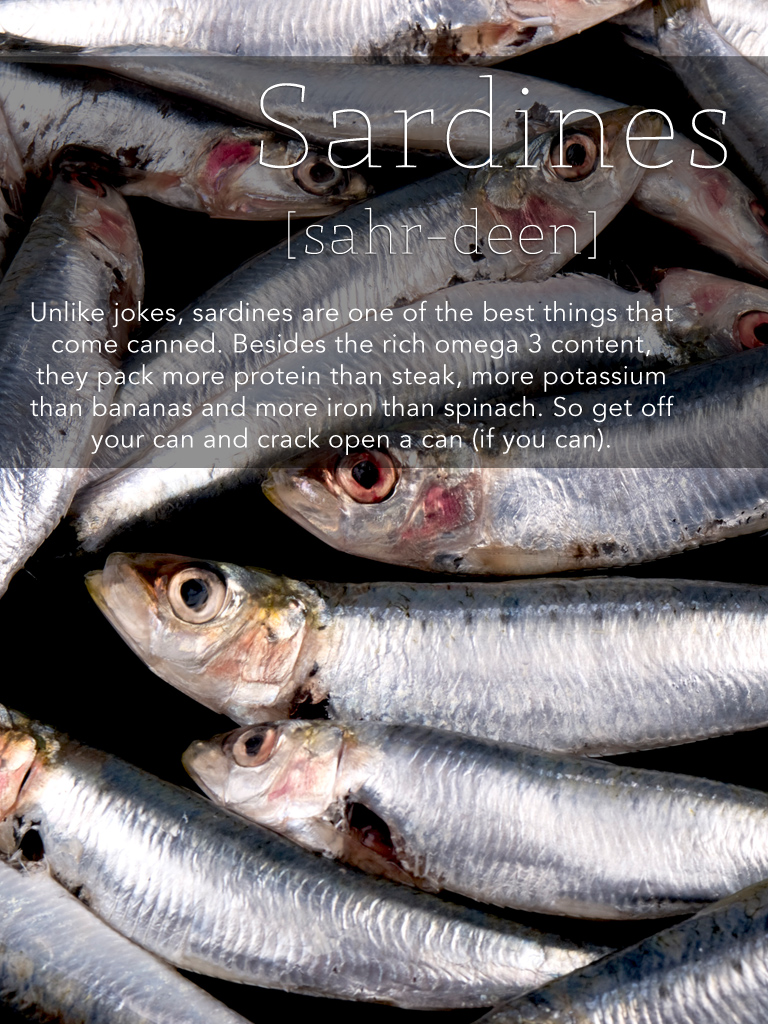 Sardines
[sahr-deen]
Unlike jokes, sardines are one of the best things that
come canned. Besides the rich omega 3 content,
they pack more protein than steak, more potassium
than bananas and more iron than spinach. So get off
your can and crack open a can (if you can).